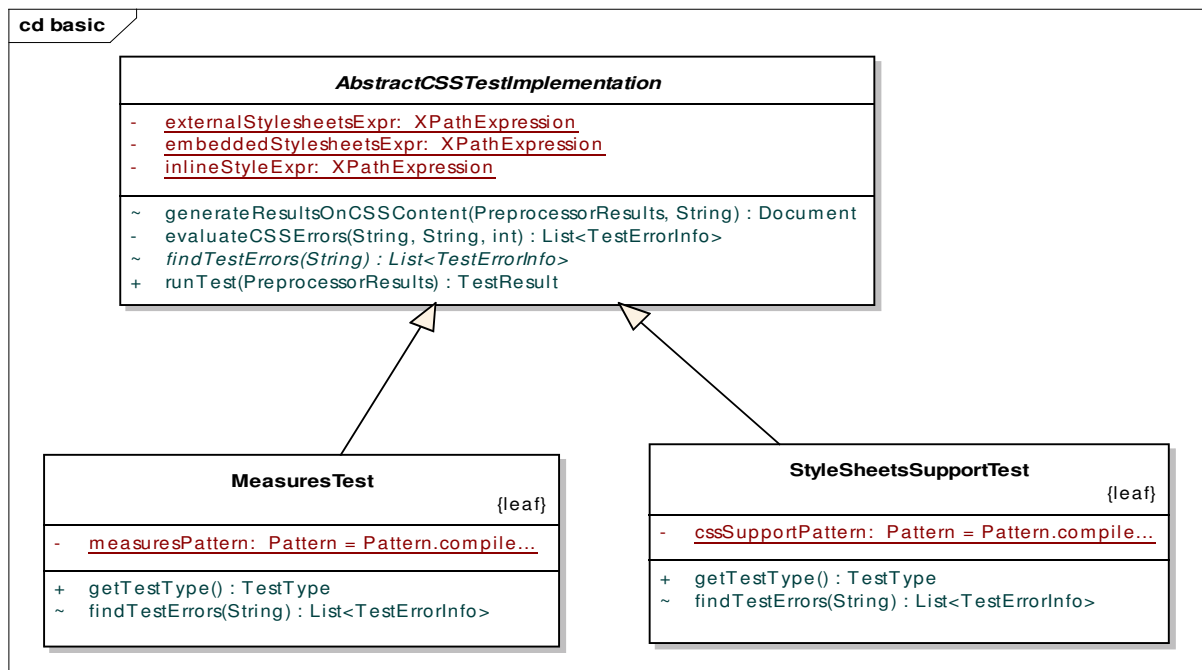 cd basic
AbstractCSSTestImplementation
- externalStylesheetsExpr: XPathExpression
- embeddedStylesheetsExpr: XPathExpression
- inlineStyleExpr: XPathExpression
~ generateResultsOnCSSContent(PreprocessorResults, String) : Document
- evaluateCSSErrors(String, String, int) : List<TestErrorInfo>
~ findTestErrors(String) : List<TestErrorInfo>
+ runTest(PreprocessorResults) : TestResult
MeasuresTest
{leaf}
- measuresPattern: Pattern = Pattern.compile...
+ getTestType() : TestType
~ findTestErrors(String) : List<TestErrorInfo>
StyleSheetsSupportTest
{leaf}
- cssSupportPattern: Pattern = Pattern.compile...
+ getTestType() : TestType
~ findTestErrors(String) : List<TestErrorInfo>